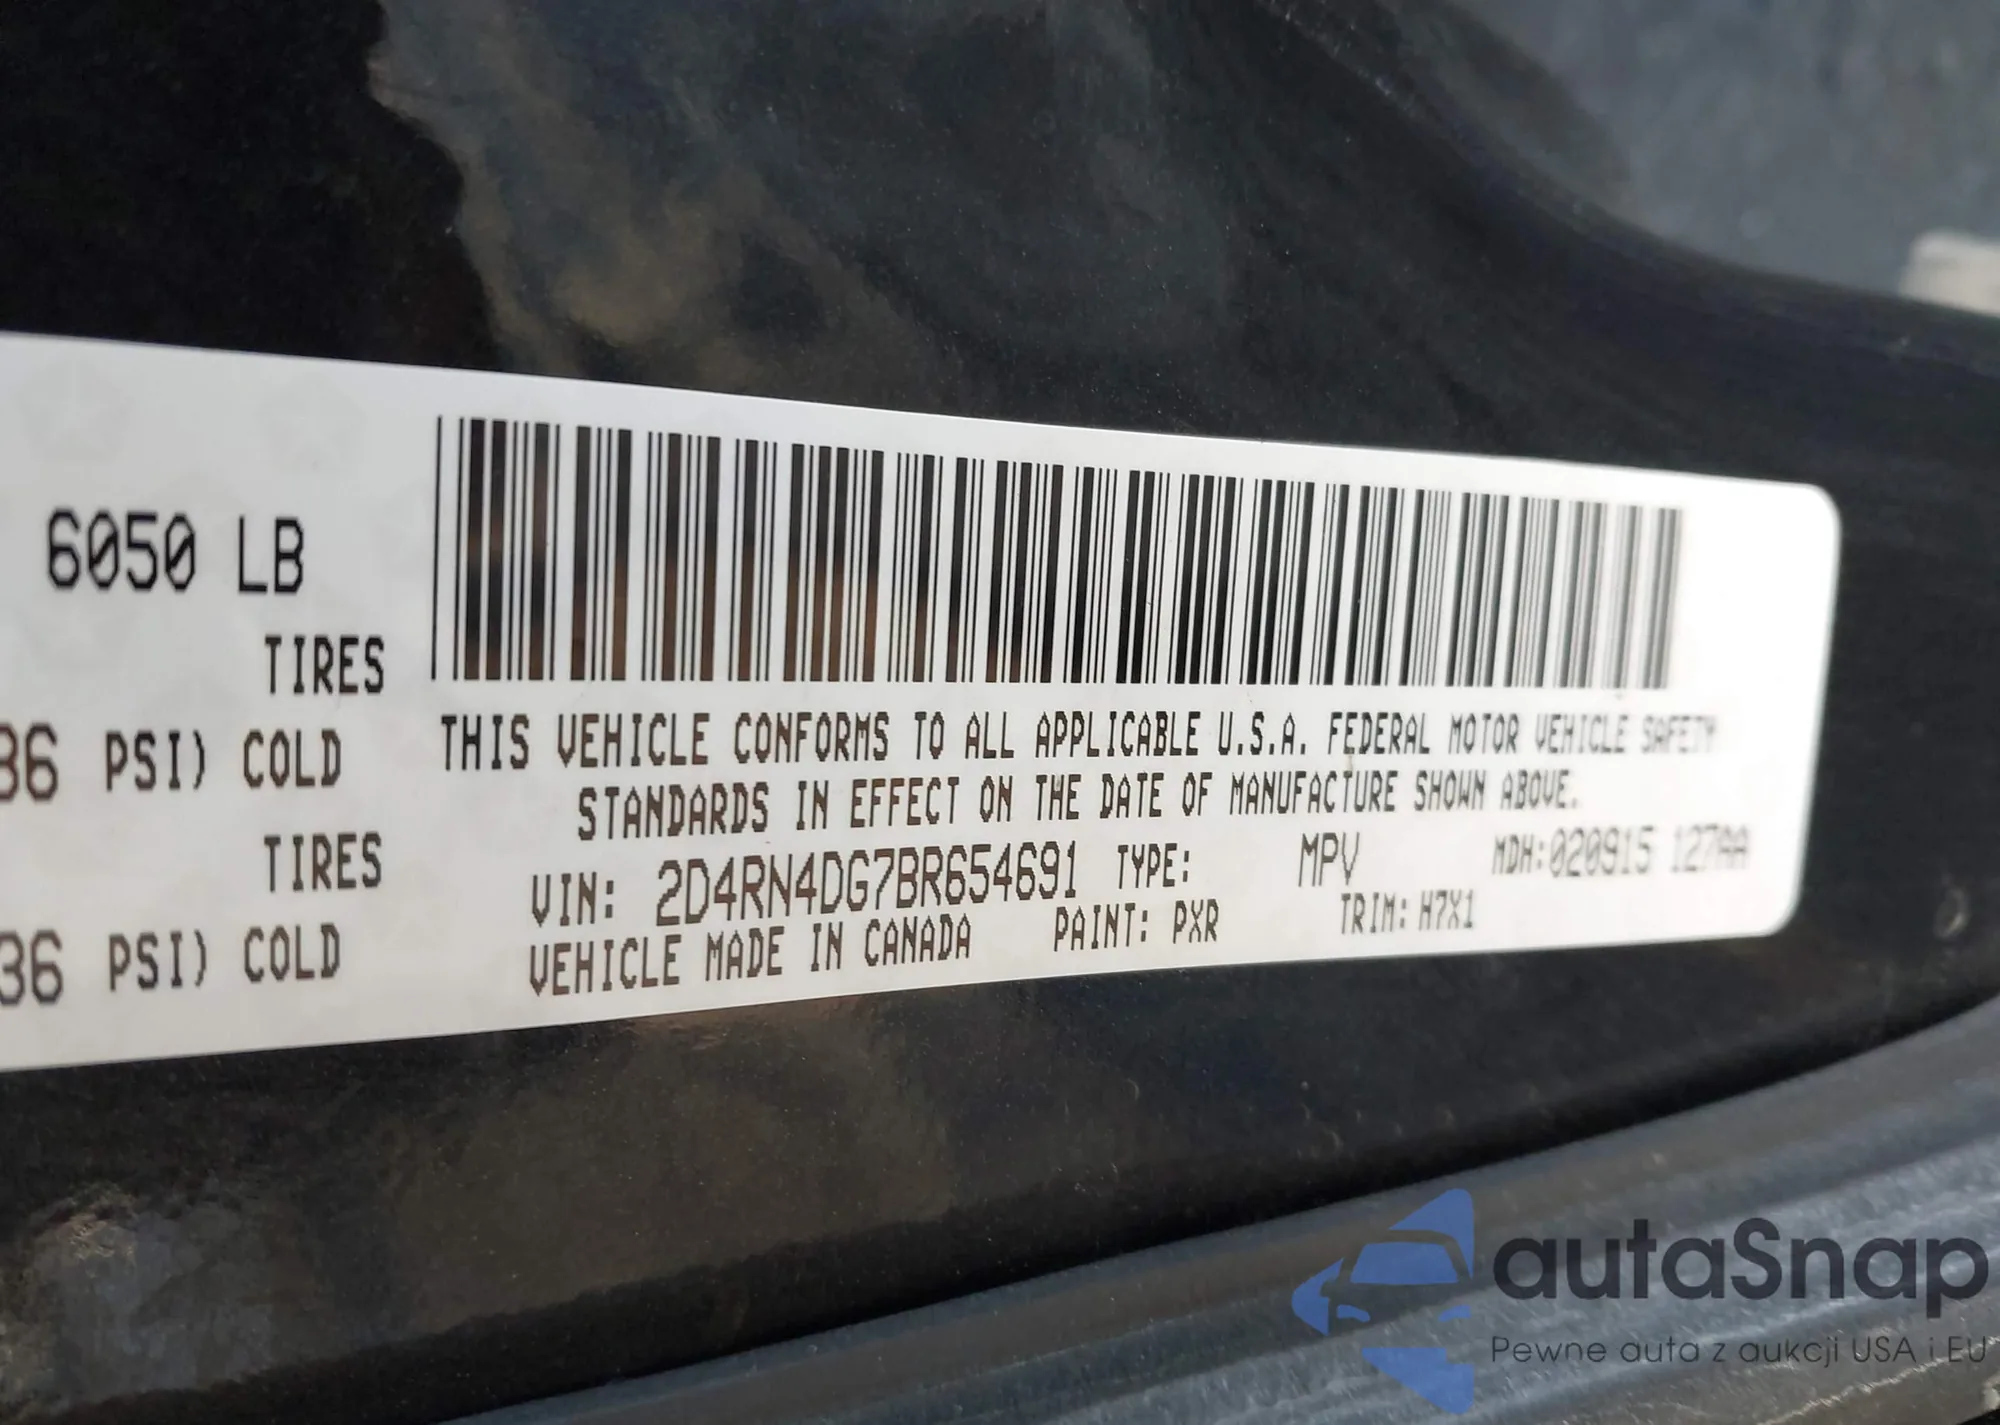 6050 LB
TIRES
36 PSI) COLD
TIRES
36 PSI) COLD
THIS VEHICLE CONFORMS TO ALL APPLICABLE U.S.A. FEDERAL MOTOR VEHICLE SAFETY
STANDARDS IN EFFECT ON THE DATE OF MANUFACTURE SHOWN ABOVE.
VIN: 2D4RN4DG7BR654691 TYPE: MPV MDH:020915 127AA
VEHICLE MADE IN CANADA PAINT: PXR TRIM: H7X1
autaSnap
Pewne auta z aukcji USA i EU